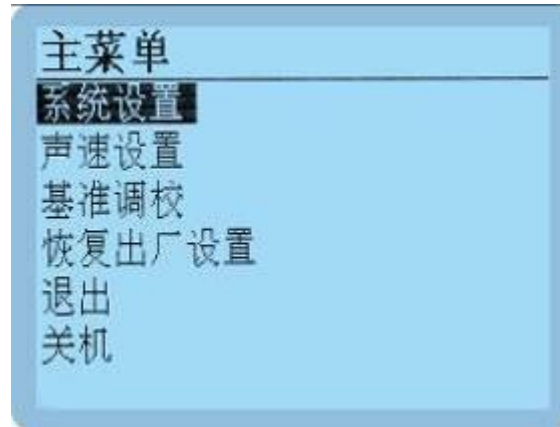 主菜单
系统设置
声速设置
基准调校
恢复出厂设置
退出
关机